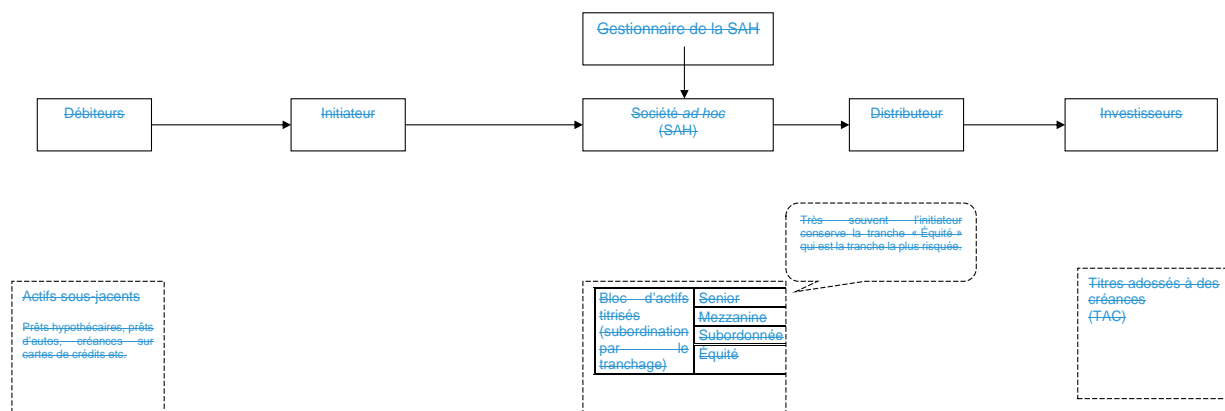 Gestionnaire de la SAH
Débiteurs
Initiateur
Société ad hoc
(SAH)
Distributeur
Investisseurs
Très souvent l'initiateur
conserve la tranche « Équité »
qui est la tranche la plus risquée.
Actifs sous-jacents
Prêts hypothécaires, prêts
d'autos, créances sur
cartes de crédits etc.
Bloc d'actifs
titrisés
(subordination
par le
tranchage)
Senior
Mezzanine
Subordonnée
Équité
Titres adossés à des
créances
(TAC)